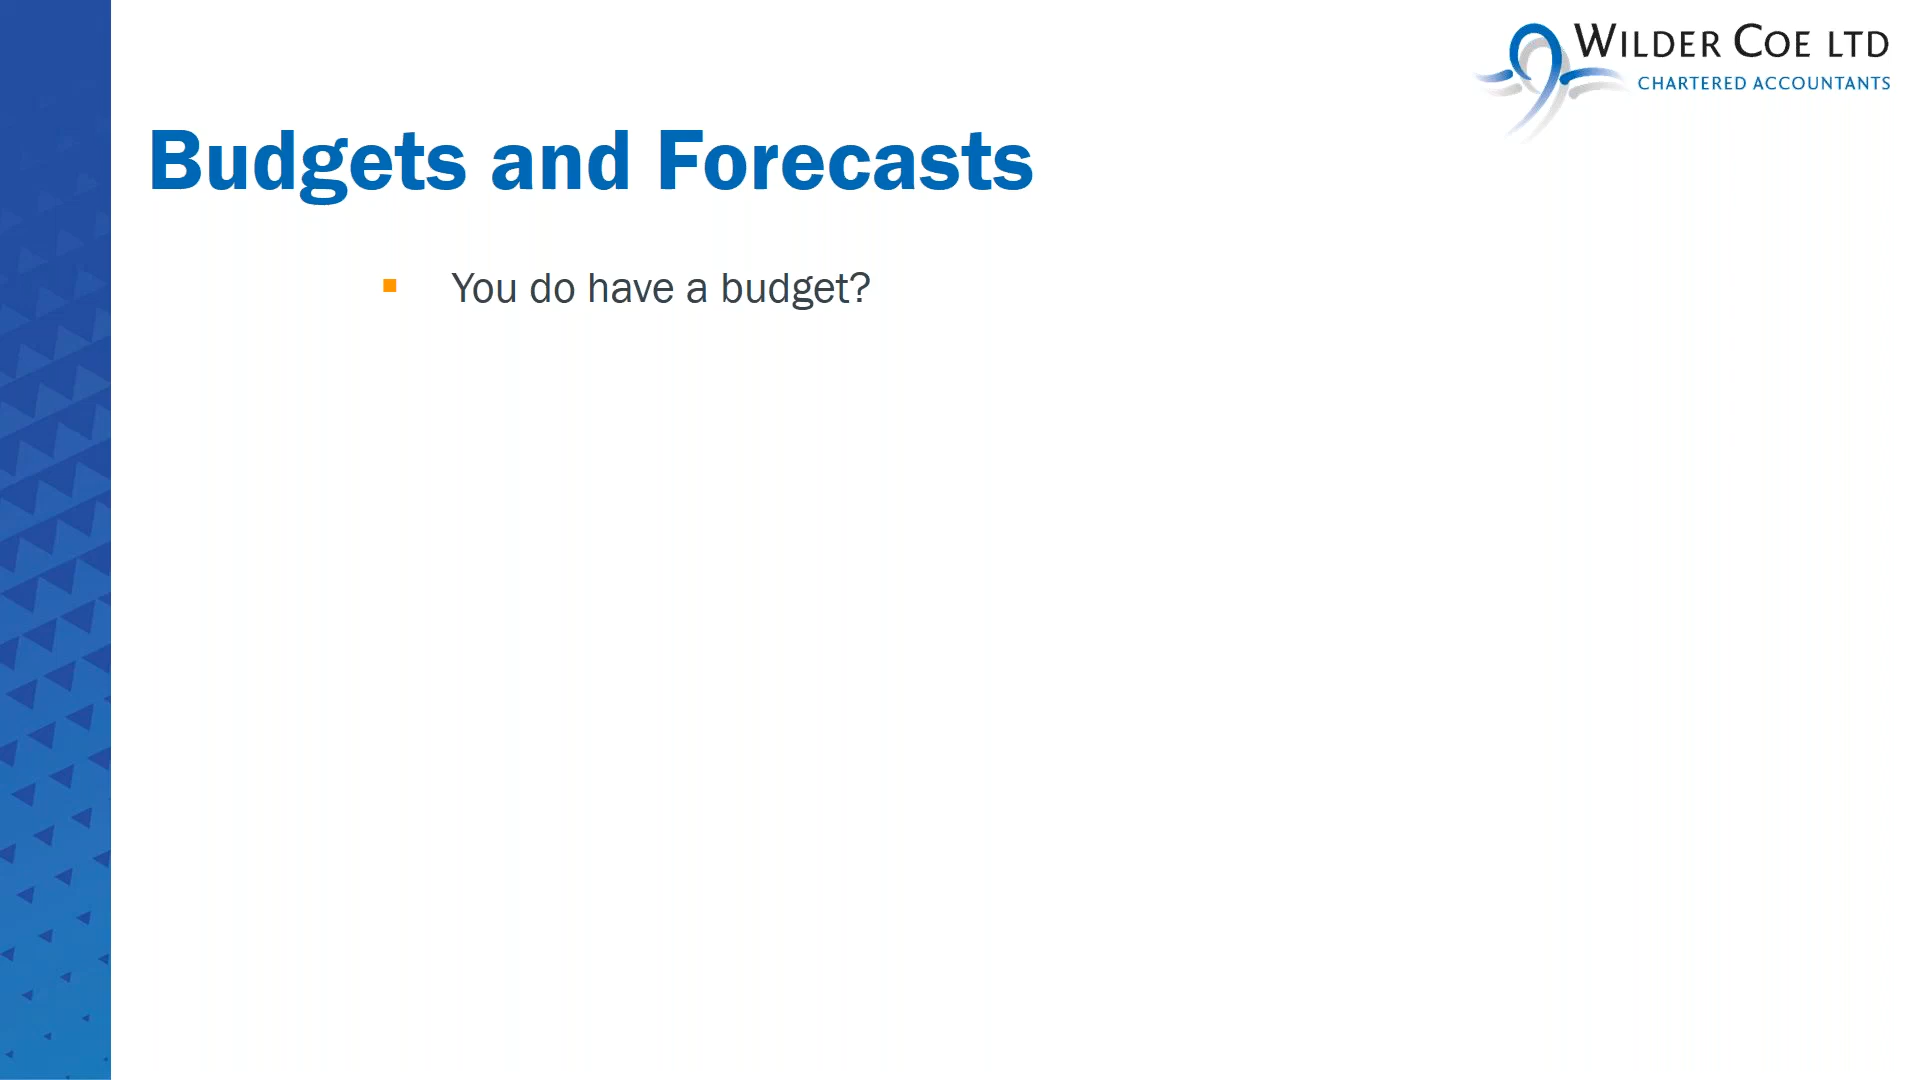 WILDER COE LTD
CHARTERED ACCOUNTANTS
Budgets and Forecasts
You do have a budget?